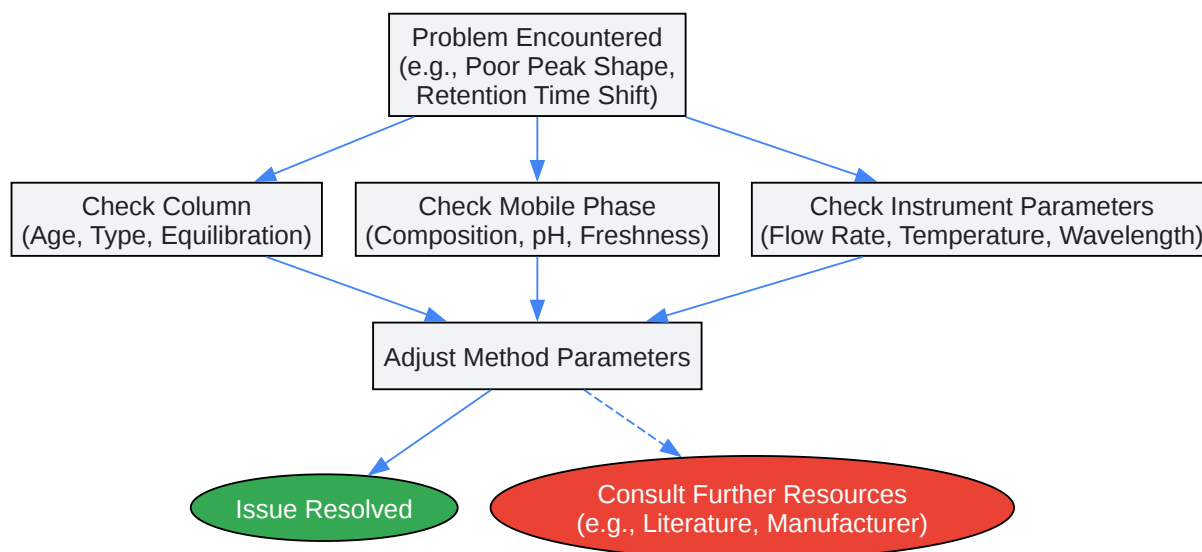 Problem Encountered
(e.g., Poor Peak Shape,
Retention Time Shift)
Check Column
(Age, Type, Equilibration)
Check Mobile Phase
(Composition, pH, Freshness)
Check Instrument Parameters
(Flow Rate, Temperature, Wavelength)
Adjust Method Parameters
Issue Resolved
Consult Further Resources
(e.g., Literature, Manufacturer)